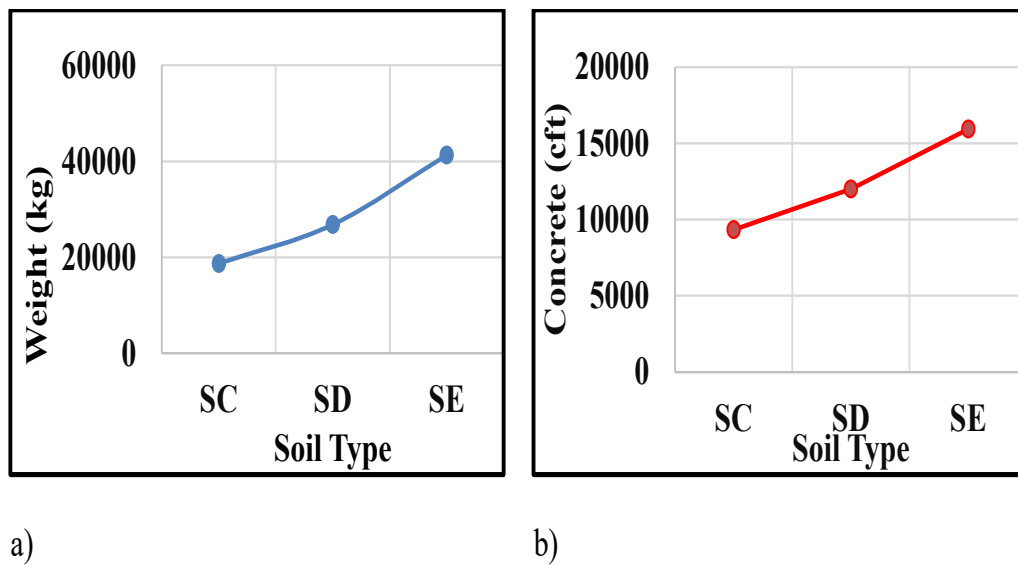 Weight (kg)
60000
40000
20000
0
SC SD SE
Soil Type
Concrete (cft)
20000
15000
10000
5000
0
SC SD SE
Soil Type
a) b)